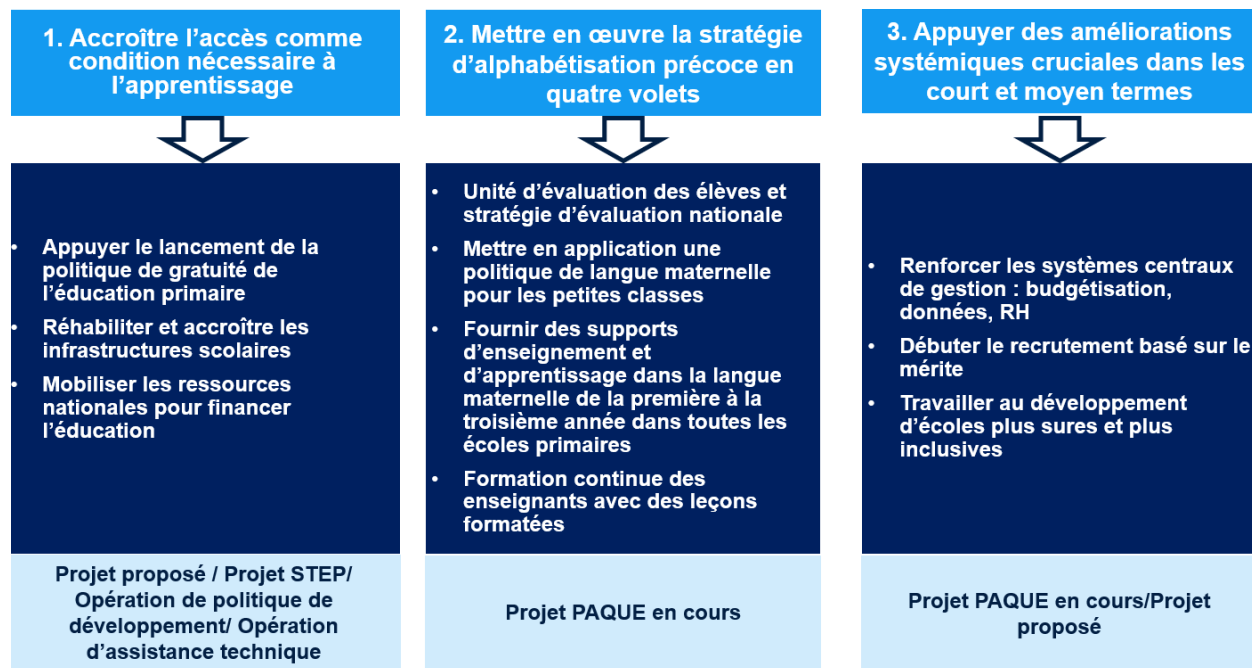 1. Accroître l’accès comme
condition nécessaire à
l’apprentissage
• Appuyer le lancement de la
politique de gratuité de
l’éducation primaire
• Réhabiliter et accroître les
infrastructures scolaires
• Mobiliser les ressources
nationales pour financer
l’éducation
Projet proposé / Projet STEP/
Opération de politique de
développement/ Opération
d’assistance technique
2. Mettre en œuvre la stratégie
d’alphabétisation précoce en
quatre volets
• Unité d’évaluation des élèves et
stratégie d’évaluation nationale
• Mettre en application une
politique de langue maternelle
pour les petites classes
• Fournir des supports
d’enseignement et
d’apprentissage dans la langue
maternelle de la première à la
troisième année dans toutes les
écoles primaires
• Formation continue des
enseignants avec des leçons
formatées
Projet PAQUE en cours
3. Appuyer des améliorations
systémiques cruciales dans les
court et moyen termes
• Renforcer les systèmes centraux
de gestion : budgétisation,
données, RH
• Débuter le recrutement basé sur le
mérite
• Travailler au développement
d’écoles plus sures et plus
inclusives
Projet PAQUE en cours/Projet
proposé